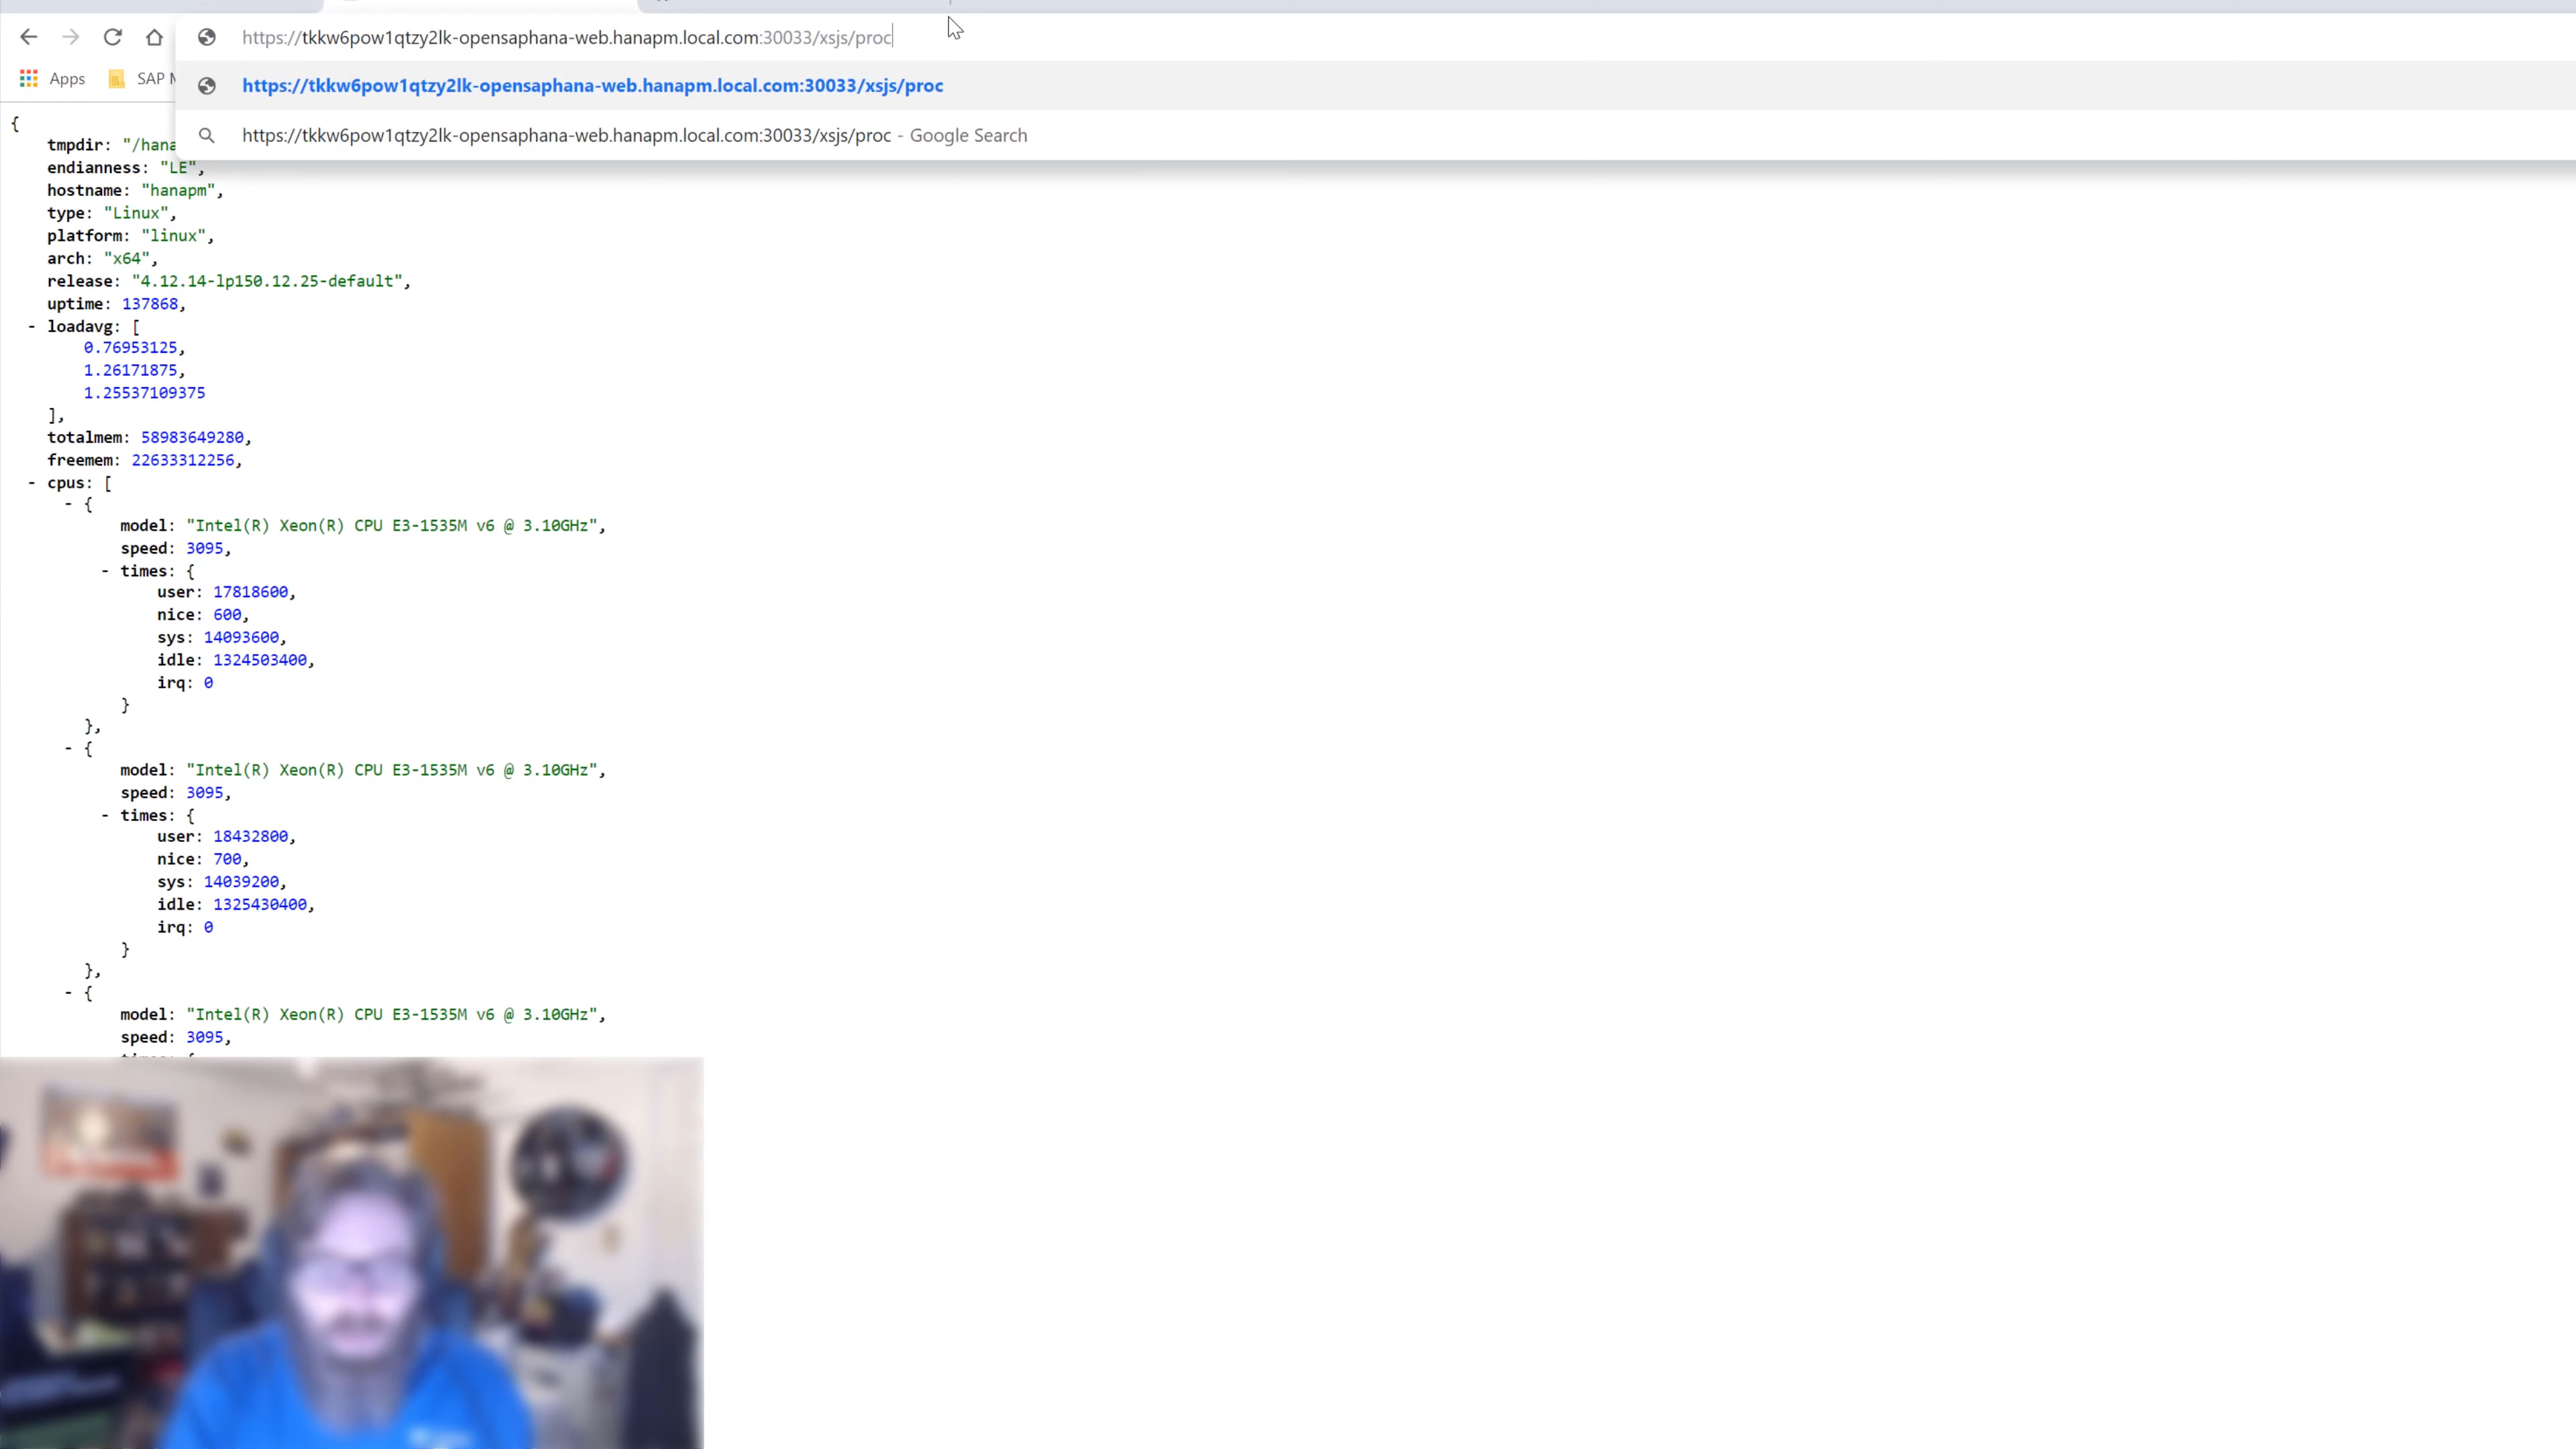 https://tkkw6pow1qtzy2lk-opensaphana-web.hanapm.local.com:30033/xsjs/proc
Apps SAP
https://tkkw6pow1qtzy2lk-opensaphana-web.hanapm.local.com:30033/xsjs/proc
https://tkkw6pow1qtzy2lk-opensaphana-web.hanapm.local.com:30033/xsjs/proc - Google Search
{
tmpdir: "/hana
endianness: "LE",
hostname: "hanapm",
type: "Linux",
platform: "linux",
arch: "x64",
release: "4.12.14-lp150.12.25-default",
uptime: 137868,
- loadavg: [
0.76953125,
1.26171875,
1.25537109375
],
totalmem: 58983649280,
freemem: 22633312256,
- cpus: [
- {
model: "Intel(R) Xeon(R) CPU E3-1535M v6 @ 3.10GHz",
speed: 3095,
- times: {
user: 17818600,
nice: 600,
sys: 14093600,
idle: 1324503400,
irq: 0
}
},
- {
model: "Intel(R) Xeon(R) CPU E3-1535M v6 @ 3.10GHz",
speed: 3095,
- times: {
user: 18432800,
nice: 700,
sys: 14039200,
idle: 1325430400,
irq: 0
}
},
- {
model: "Intel(R) Xeon(R) CPU E3-1535M v6 @ 3.10GHz",
speed: 3095,